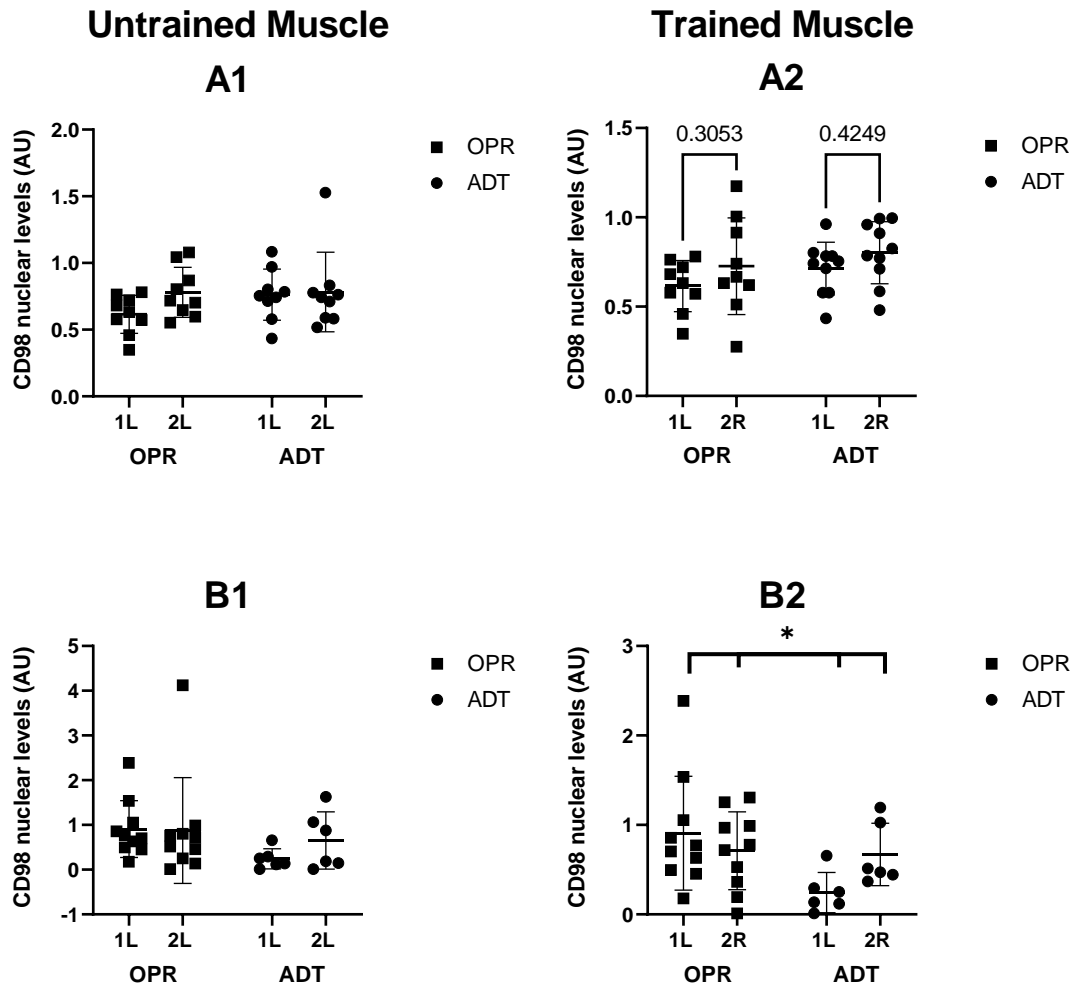 Untrained Muscle
Trained Muscle
A1
CD98 nuclear levels (AU)
2.0
1.5
1.0
0.5
0.0
1L
2L
1L
2L
OPR
ADT
OPR
ADT
A2
CD98 nuclear levels (AU)
1.5
1.0
0.5
0.0
0.3053
0.4249
1L
2R
1L
2R
OPR
ADT
OPR
ADT
B1
CD98 nuclear levels (AU)
5
4
3
2
1
0
-1
1L
2L
1L
2L
OPR
ADT
OPR
ADT
B2
CD98 nuclear levels (AU)
3
2
1
0
*
1L
2R
1L
2R
OPR
ADT
OPR
ADT